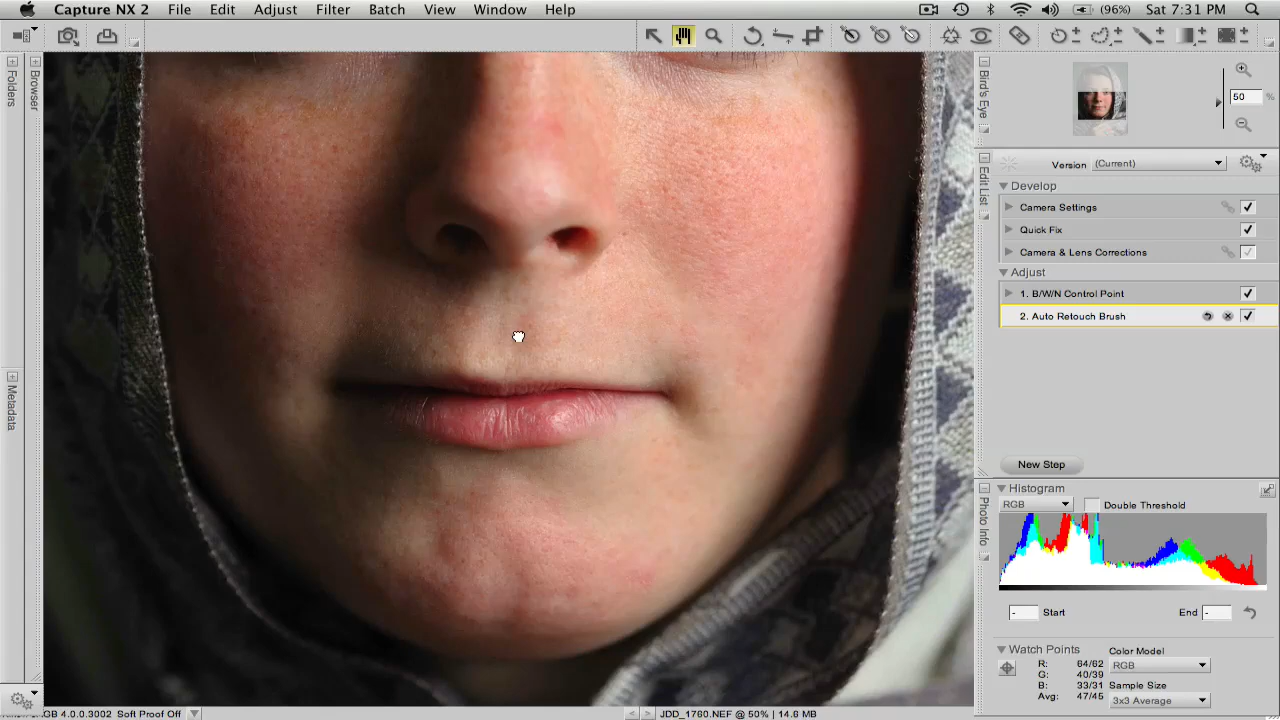 Capture NX 2 File Edit Adjust Filter Batch View Window Help (96%) Sat 7:31 PM
Folders
Browser
Metadata
Bird's Eye
50 %
Edit List
Version (Current)
Develop
Camera Settings
Quick Fix
Camera & Lens Corrections
Adjust
1. B/W/N Control Point
2. Auto Retouch Brush
New Step
Photo Info
Histogram
RGB Double Threshold
- Start End -
Watch Points
Color Model
R: 64/62 RGB
G: 40/39
B: 33/31 Sample Size
Avg: 47/45 3x3 Average
RGB 4.0.0.3002 Soft Proof Off JDD_1760.NEF @ 50% | 14.6 MB